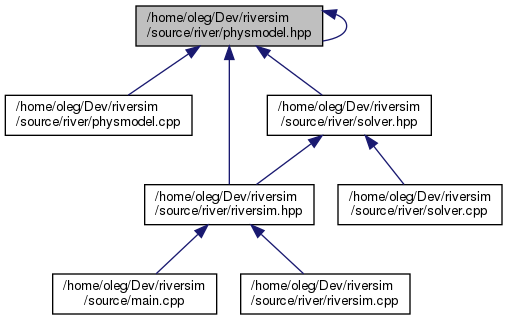 /home/oleg/Dev/riversim
/source/river/physmodel.hpp
/home/oleg/Dev/riversim
/source/river/physmodel.cpp
/home/oleg/Dev/riversim
/source/river/solver.hpp
/home/oleg/Dev/riversim
/source/river/riversim.hpp
/home/oleg/Dev/riversim
/source/river/solver.cpp
/home/oleg/Dev/riversim
/source/main.cpp
/home/oleg/Dev/riversim
/source/river/riversim.cpp